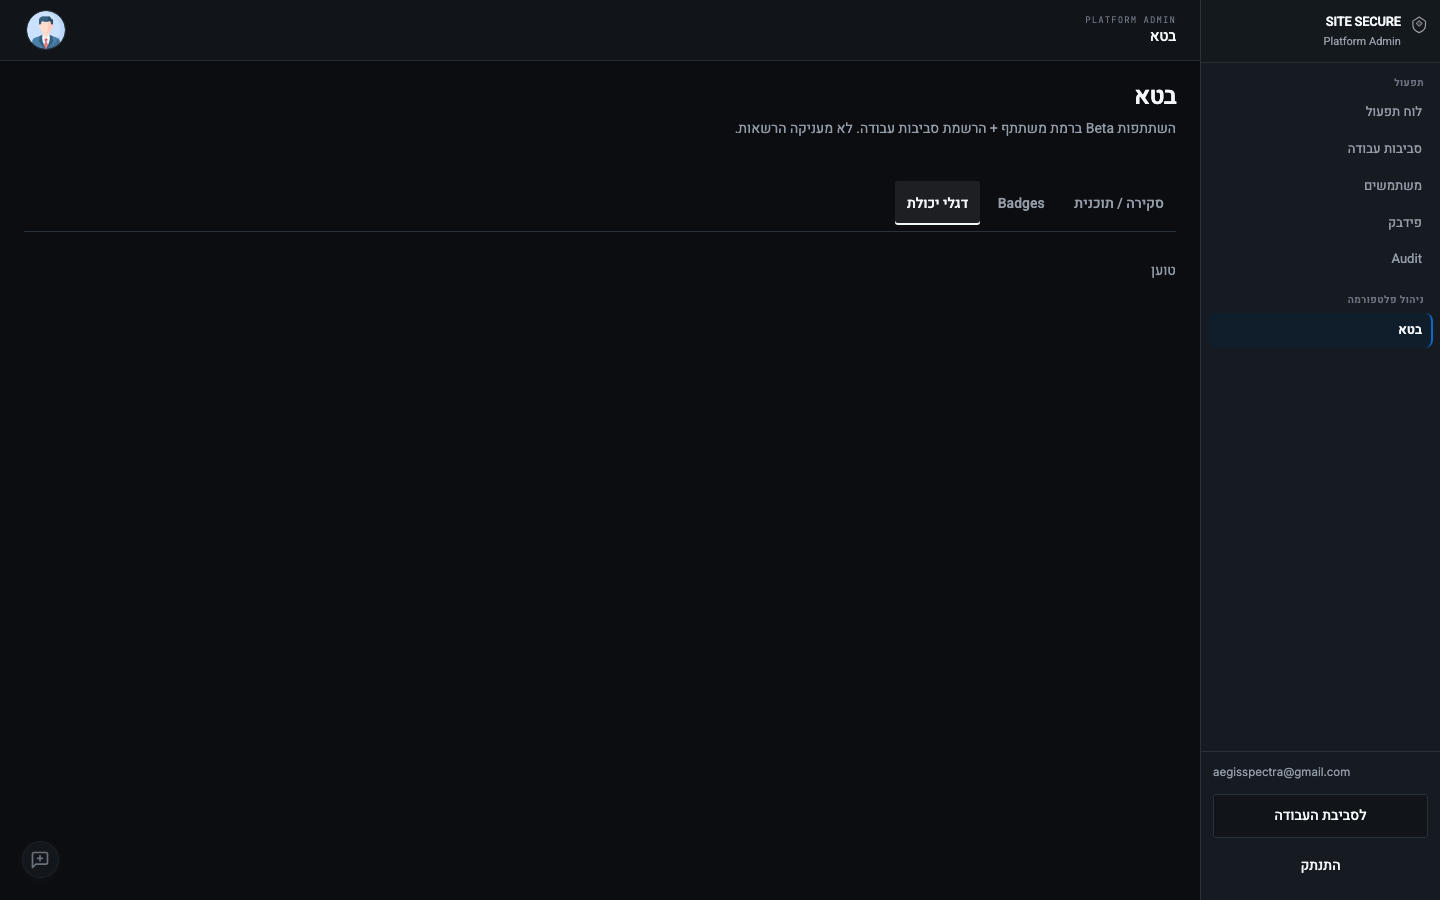 SITE SECURE
Platform Admin
תפעול
לוח תפעול
סביבות עבודה
משתמשים
פידבק
Audit
ניהול פלטפורמה
בטא
aegisspectra@gmail.com
לסביבת העבודה
התנתק
PLATFORM ADMIN
בטא
בטא
השתתפות Beta ברמת משתתף + הרשמת סביבות עבודה. לא מעניקה הרשאות.
סקירה / תוכנית
Badges
דגלי יכולת
טוען